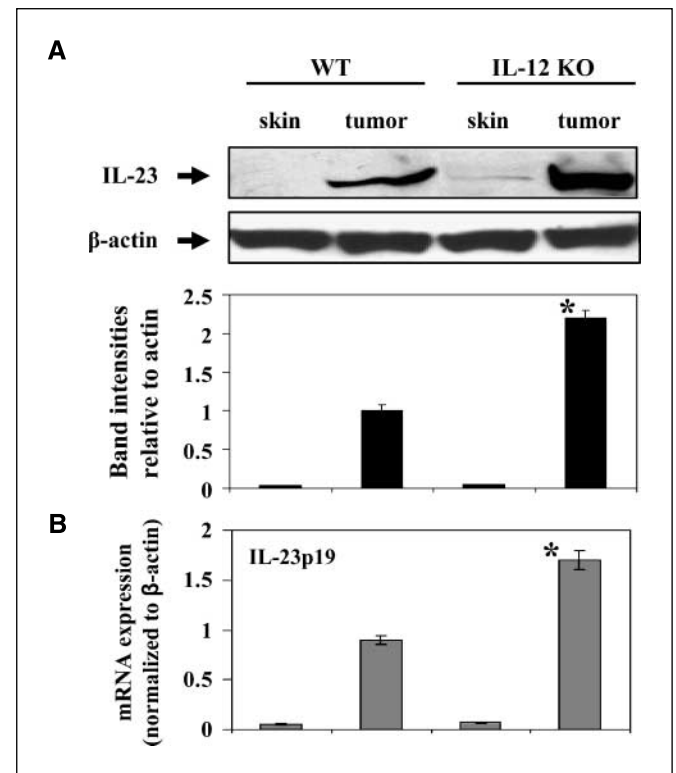 A
WT IL-12 KO
skin tumor skin tumor
IL-23
β-actin
Band intensities
relative to actin
2.5
2
1.5
1
0.5
0
*
B
mRNA expression
(normalized to β-actin)
2
1.5
1
0.5
0
IL-23p19
*